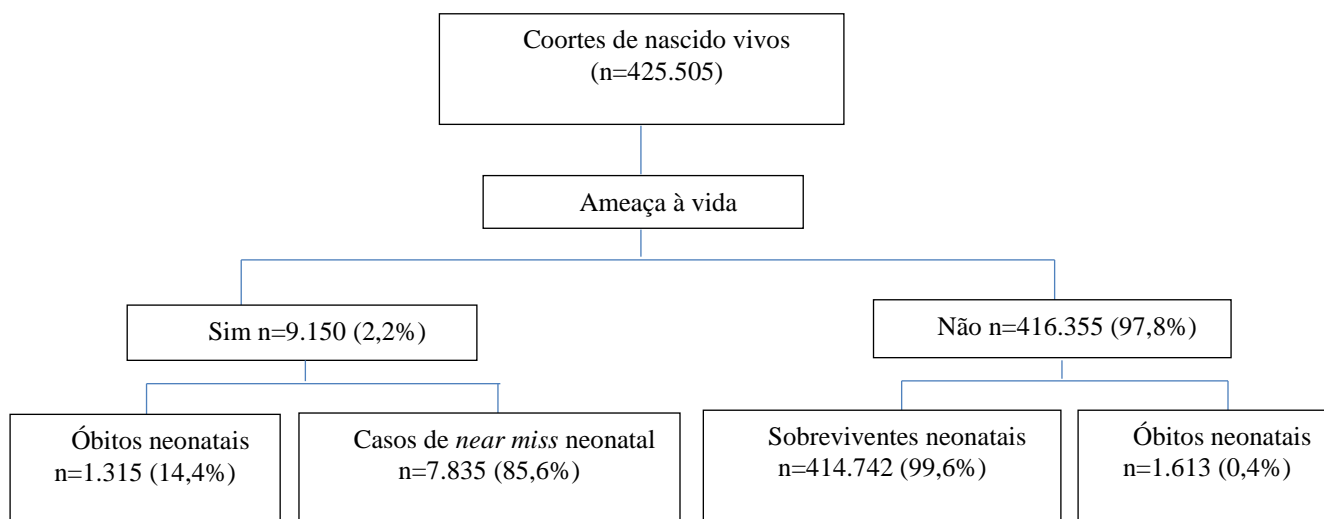 Coortes de nascido vivos
(n=425.505)
Ameaça à vida
Sim n=9.150 (2,2%)
Não n=416.355 (97,8%)
Óbitos neonatais
n=1.315 (14,4%)
Casos de near miss neonatal
n=7.835 (85,6%)
Sobreviventes neonatais
n=414.742 (99,6%)
Óbitos neonatais
n=1.613 (0,4%)